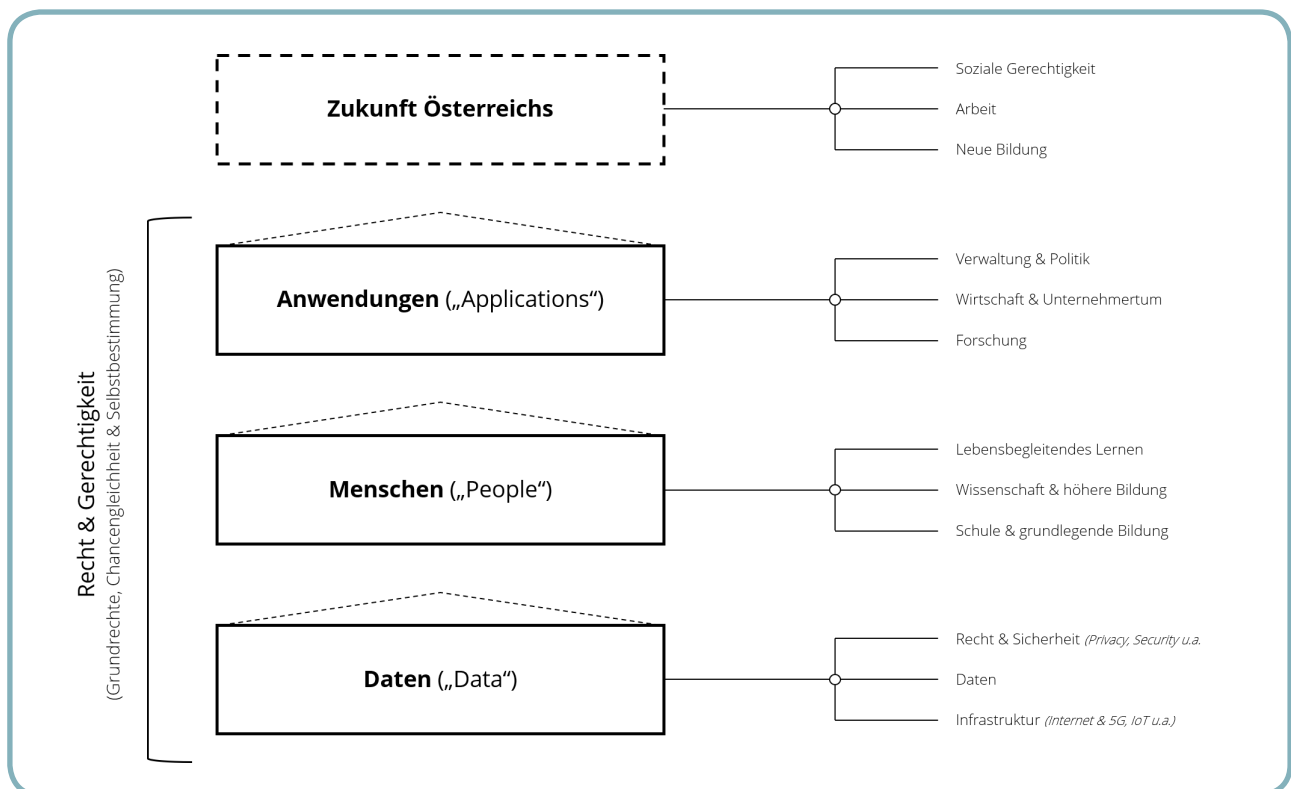 Zukunft Österreichs
Soziale Gerechtigkeit
Arbeit
Neue Bildung
Recht & Gerechtigkeit
(Grundrechte, Chancengleichheit & Selbstbestimmung)
Anwendungen („Applications“)
Verwaltung & Politik
Wirtschaft & Unternehmertum
Forschung
Menschen („People“)
Lebensbegleitendes Lernen
Wissenschaft & höhere Bildung
Schule & grundlegende Bildung
Daten („Data“)
Recht & Sicherheit (Privacy, Security u.a.
Daten
Infrastruktur (Internet & 5G, IoT u.a.)